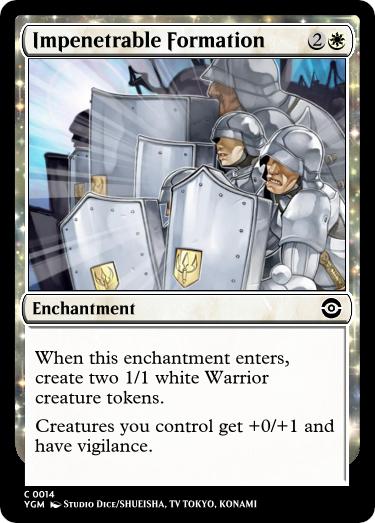 Impenetrable Formation 2
Enchantment
When this enchantment enters,
create two 1/1 white Warrior
creature tokens.
Creatures you control get +0/+1 and
have vigilance.
C 0014
YGM STUDIO DICE/SHUEISHA, TV TOKYO, KONAMI